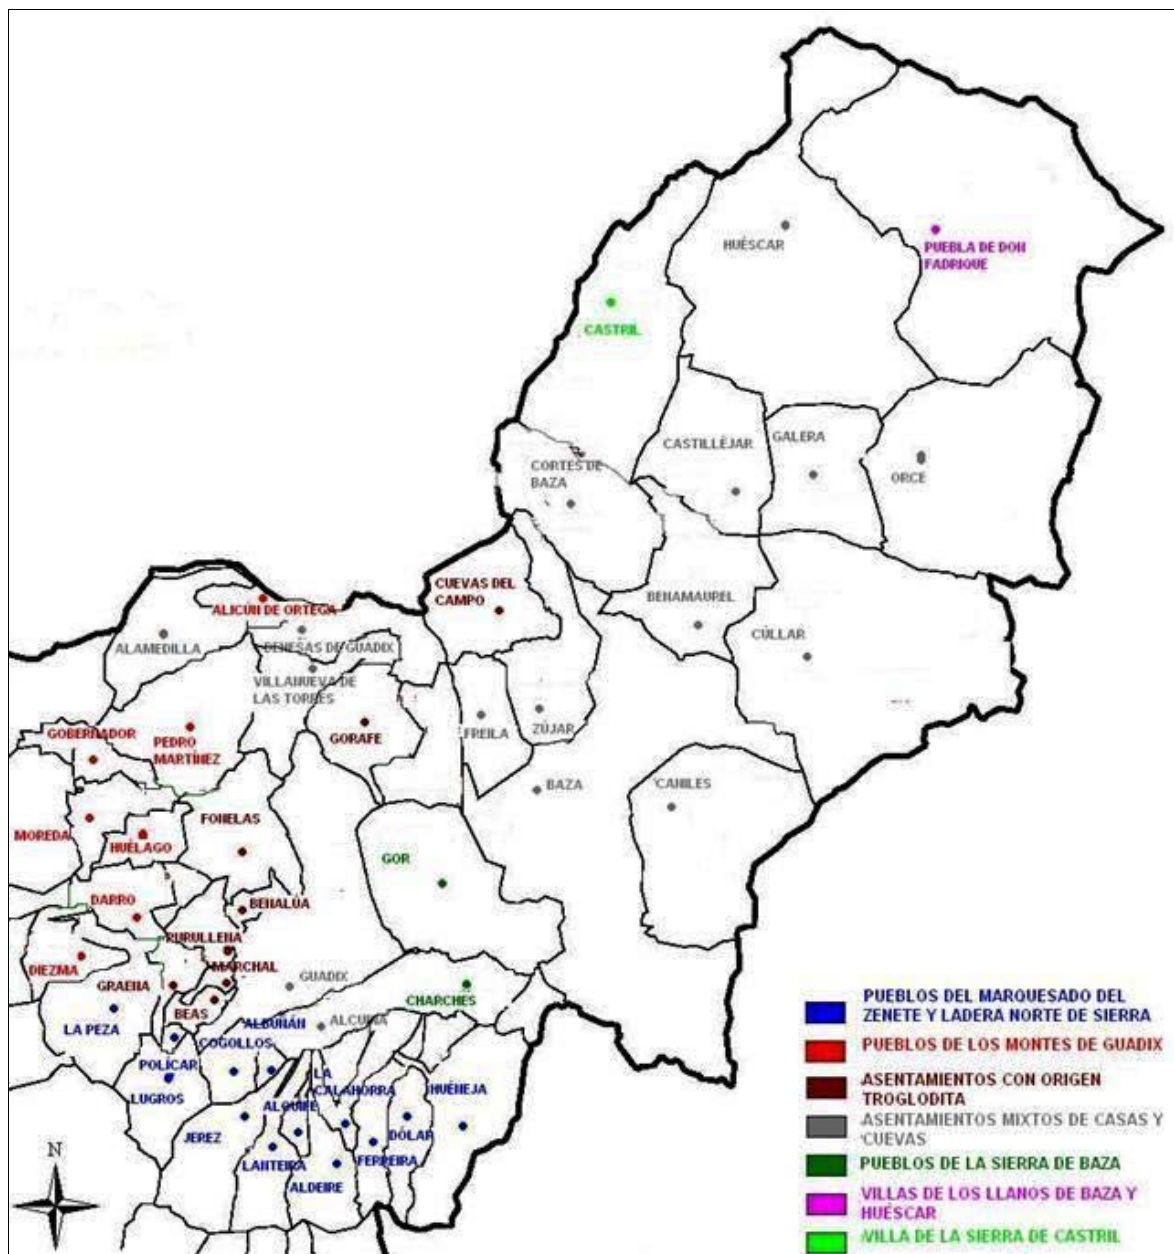 HUÉSCAR
PUEBLA DE DON
FADRIQUE
CASTRIL
CASTILLÉJAR
GALERA
CORTES DE
BAZA
ORCE
CUEVAS DEL
CAMPO
BENAMAUREL
ALICÚN DE ORTEGA
ALAMEDILLA
DEHESAS DE GUADIX
CÚLLAR
VILLANUEVA DE
LAS TORRES
GOBERNADOR
PEDRO
MARTÍNEZ
GORAFE
FREILA
ZÚJAR
BAZA
CANILES
MOREDA
HUÉLAGO
FONELAS
GOR
DARRO
BENALÚA
PURULLENA
DIEZMA
MARCHAL
GRAENA
GUADIX
CHARCHES
BEAS
LA PEZA
ALBUÑÁN
ALCUDIA
COGOLLOS
POLÍCAR
LUGROS
LA
CALAHORRA
HUÉNEJA
ALQUIFE
JEREZ
DÓLAR
LANTEIRA
FERREIRA
ALDEIRE
N
PUEBLOS DEL MARQUESADO DEL
ZENETE Y LADERA NORTE DE SIERRA
PUEBLOS DE LOS MONTES DE GUADIX
ASENTAMIENTOS CON ORIGEN
TROGLODITA
ASENTAMIENTOS MIXTOS DE CASAS Y
CUEVAS
PUEBLOS DE LA SIERRA DE BAZA
VILLAS DE LOS LLANOS DE BAZA Y
HUÉSCAR
VILLA DE LA SIERRA DE CASTRIL